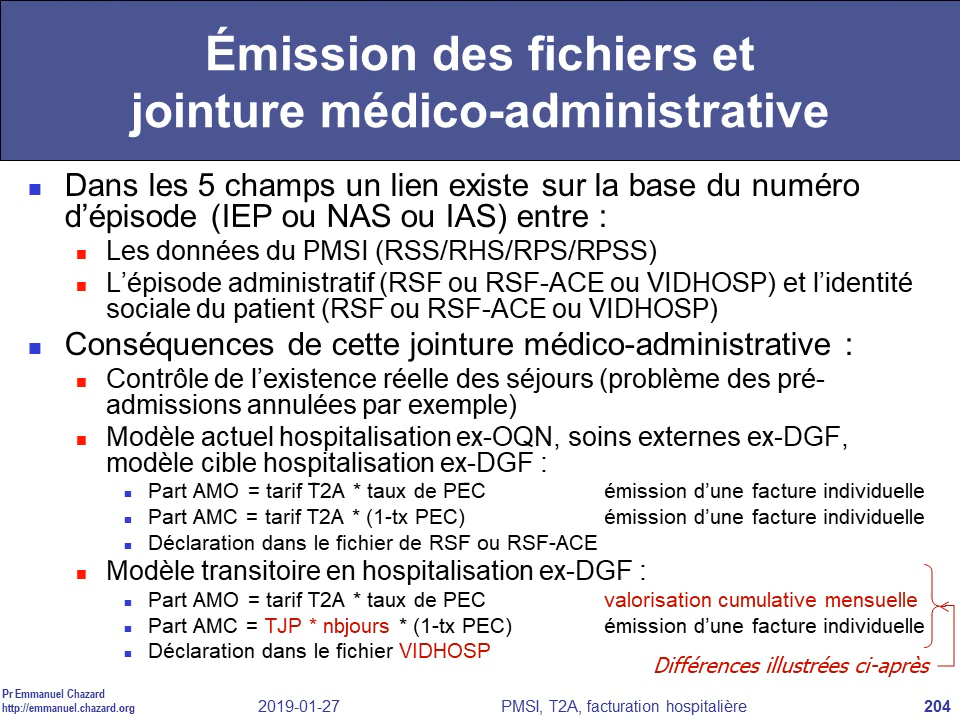 Émission des fichiers et
jointure médico-administrative
Dans les 5 champs un lien existe sur la base du numéro
d’épisode (IEP ou NAS ou IAS) entre :
Les données du PMSI (RSS/RHS/RPS/RPSS)
L’épisode administratif (RSF ou RSF-ACE ou VIDHOSP) et l’identité
sociale du patient (RSF ou RSF-ACE ou VIDHOSP)
Conséquences de cette jointure médico-administrative :
Contrôle de l’existence réelle des séjours (problème des pré-
admissions annulées par exemple)
Modèle actuel hospitalisation ex-OQN, soins externes ex-DGF,
modèle cible hospitalisation ex-DGF :
Part AMO = tarif T2A * taux de PEC émission d’une facture individuelle
Part AMC = tarif T2A * (1-tx PEC) émission d’une facture individuelle
Déclaration dans le fichier de RSF ou RSF-ACE
Modèle transitoire en hospitalisation ex-DGF :
Part AMO = tarif T2A * taux de PEC valorisation cumulative mensuelle
Part AMC = TJP * nbjours * (1-tx PEC) émission d’une facture individuelle
Déclaration dans le fichier VIDHOSP
Différences illustrées ci-après
Pr Emmanuel Chazard
http://emmanuel.chazard.org
2019-01-27 PMSI, T2A, facturation hospitalière 204